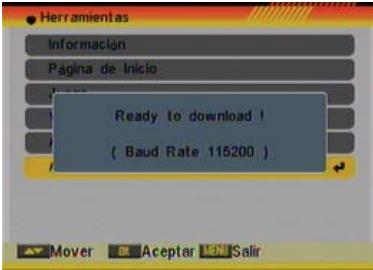 Herramientas
Información
Página de Inicio
Ready to download !
( Baud Rate 115200 )
Mover OK Aceptar MENU Salir